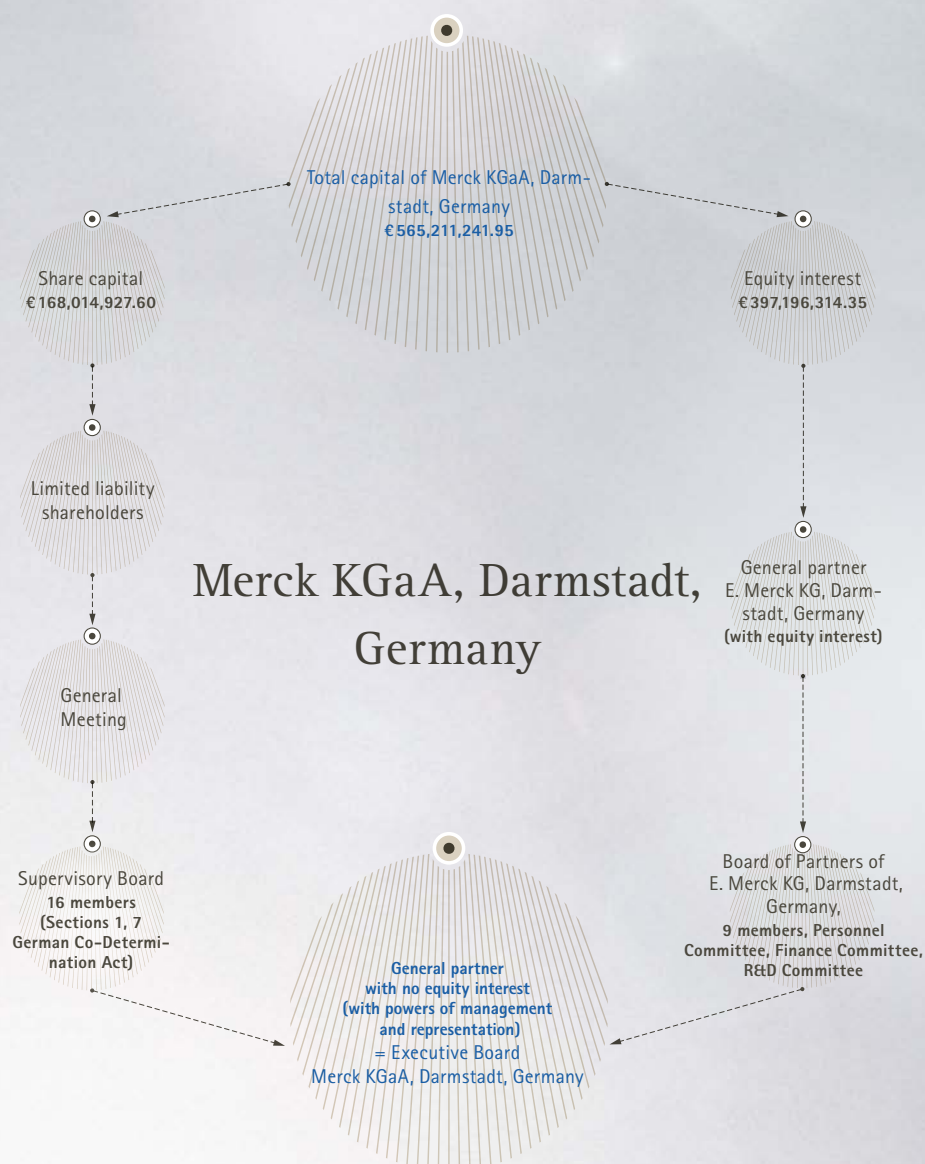 Total capital of Merck KGaA, Darm-
stadt, Germany
€ 565,211,241.95
Share capital
€ 168,014,927.60
Equity interest
€ 397,196,314.35
Limited liability
shareholders
Merck KGaA, Darmstadt,
Germany
General partner
E. Merck KG, Darm-
stadt, Germany
(with equity interest)
General
Meeting
Supervisory Board
16 members
(Sections 1, 7
German Co-Determi-
nation Act)
Board of Partners of
E. Merck KG, Darmstadt,
Germany,
9 members, Personnel
Committee, Finance Committee,
R&D Committee
General partner
with no equity interest
(with powers of management
and representation)
= Executive Board
Merck KGaA, Darmstadt, Germany